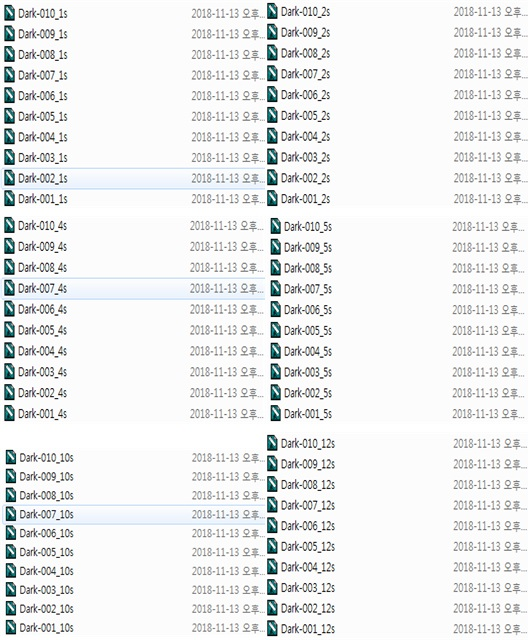 Dark-010_1s 2018-11-13 오후...
Dark-009_1s 2018-11-13 오후...
Dark-008_1s 2018-11-13 오후...
Dark-007_1s 2018-11-13 오후...
Dark-006_1s 2018-11-13 오후...
Dark-005_1s 2018-11-13 오후...
Dark-004_1s 2018-11-13 오후...
Dark-003_1s 2018-11-13 오후...
Dark-002_1s 2018-11-13 오후...
Dark-001_1s 2018-11-13 오후...
Dark-010_2s 2018-11-13 오후...
Dark-009_2s 2018-11-13 오후...
Dark-008_2s 2018-11-13 오후...
Dark-007_2s 2018-11-13 오후...
Dark-006_2s 2018-11-13 오후...
Dark-005_2s 2018-11-13 오후...
Dark-004_2s 2018-11-13 오후...
Dark-003_2s 2018-11-13 오후...
Dark-002_2s 2018-11-13 오후...
Dark-001_2s 2018-11-13 오후...
Dark-010_4s 2018-11-13 오후...
Dark-009_4s 2018-11-13 오후...
Dark-008_4s 2018-11-13 오후...
Dark-007_4s 2018-11-13 오후...
Dark-006_4s 2018-11-13 오후...
Dark-005_4s 2018-11-13 오후...
Dark-004_4s 2018-11-13 오후...
Dark-003_4s 2018-11-13 오후...
Dark-002_4s 2018-11-13 오후...
Dark-001_4s 2018-11-13 오후...
Dark-010_5s 2018-11-13 오후...
Dark-009_5s 2018-11-13 오후...
Dark-008_5s 2018-11-13 오후...
Dark-007_5s 2018-11-13 오후...
Dark-006_5s 2018-11-13 오후...
Dark-005_5s 2018-11-13 오후...
Dark-004_5s 2018-11-13 오후...
Dark-003_5s 2018-11-13 오후...
Dark-002_5s 2018-11-13 오후...
Dark-001_5s 2018-11-13 오후...
Dark-010_10s 2018-11-13 오후...
Dark-009_10s 2018-11-13 오후...
Dark-008_10s 2018-11-13 오후...
Dark-007_10s 2018-11-13 오후...
Dark-006_10s 2018-11-13 오후...
Dark-005_10s 2018-11-13 오후...
Dark-004_10s 2018-11-13 오후...
Dark-003_10s 2018-11-13 오후...
Dark-002_10s 2018-11-13 오후...
Dark-001_10s 2018-11-13 오후...
Dark-010_12s 2018-11-13 오후...
Dark-009_12s 2018-11-13 오후...
Dark-008_12s 2018-11-13 오후...
Dark-007_12s 2018-11-13 오후...
Dark-006_12s 2018-11-13 오후...
Dark-005_12s 2018-11-13 오후...
Dark-004_12s 2018-11-13 오후...
Dark-003_12s 2018-11-13 오후...
Dark-002_12s 2018-11-13 오후...
Dark-001_12s 2018-11-13 오후...